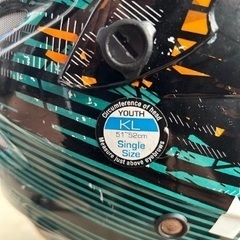 Circumference of head
YOUTH
KL
51~52cm
Single
Size
Measure just above eyebrows